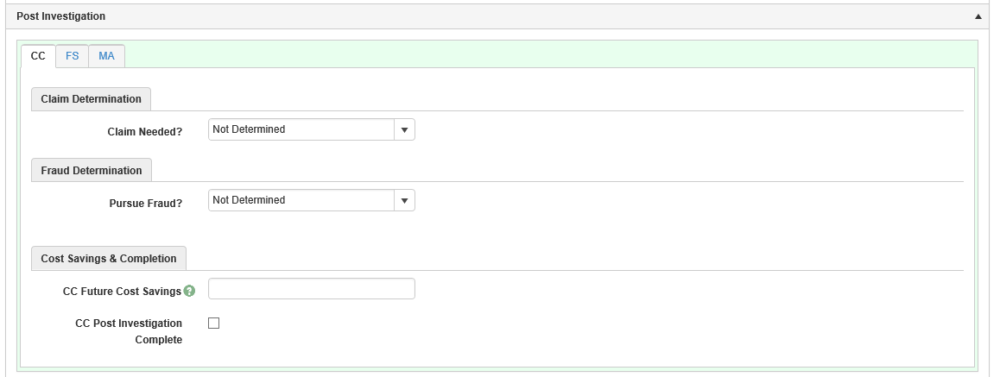 Post Investigation
CC FS MA
Claim Determination
Claim Needed? Not Determined
Fraud Determination
Pursue Fraud? Not Determined
Cost Savings & Completion
CC Future Cost Savings ?
CC Post Investigation
Complete